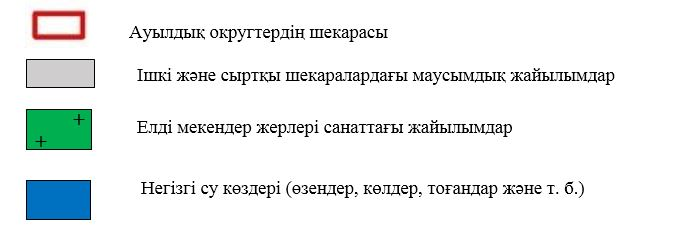 Ауылдық округтердің шекарасы
Ішкі және сыртқы шекаралардағы маусымдық жайылымдар
Елді мекендер жерлері санаттағы жайылымдар
Негізгі су көздері (өзендер, көлдер, тоғандар және т. б.)